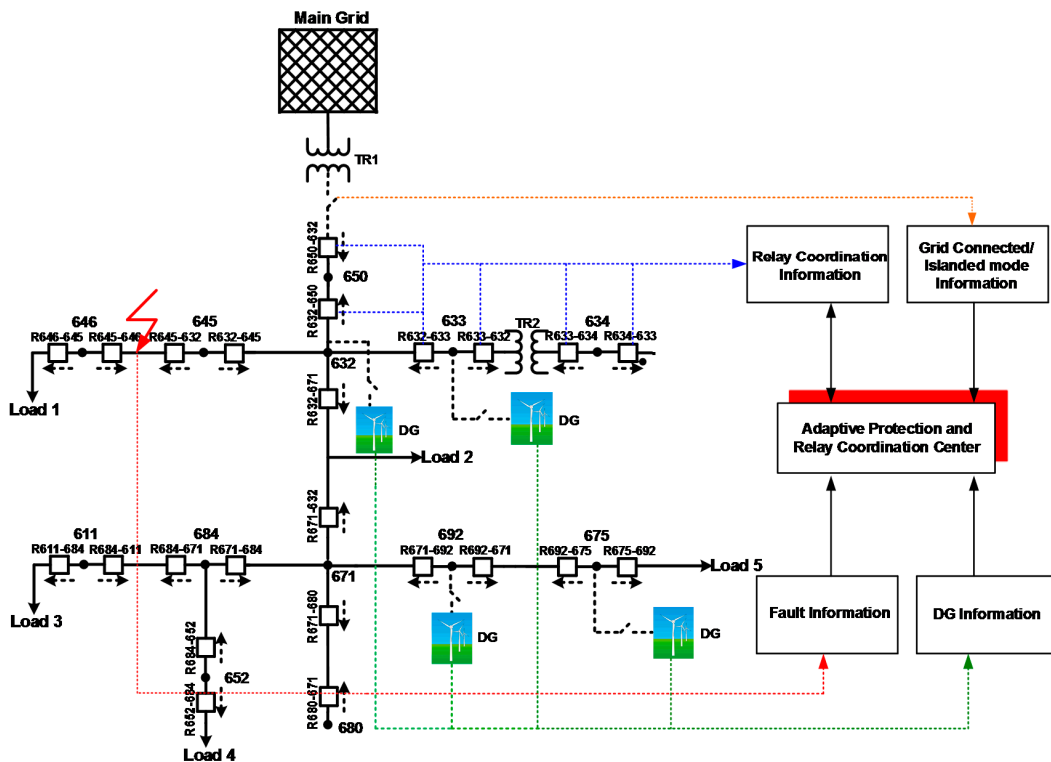 Main Grid
TR1
R650-632
650
R632-650
Relay Coordination
Information
Grid Connected/
Islanded mode
Information
646
645
633
TR2
634
R646-645
R645-646
R645-632
R632-645
R632-633
R633-632
R633-634
R634-633
632
Load 1
R632-671
DG
DG
Adaptive Protection and
Relay Coordination Center
Load 2
R671-632
611
684
692
675
R611-684
R684-611
R684-671
R671-684
R671-692
R692-671
R692-675
R675-692
Load 5
671
Load 3
R671-680
DG
DG
Fault Information
DG Information
R684-652
652
R652-684
R680-671
680
Load 4